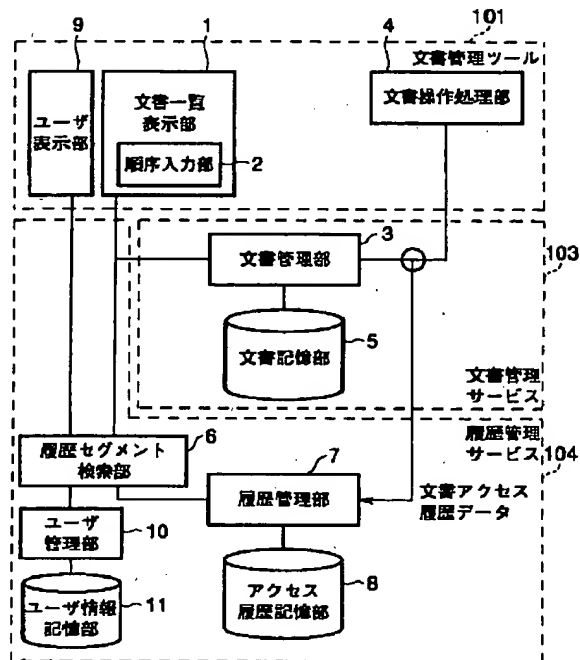 9
1
4
101
文書管理ツール
ユーザ
表示部
文書一覧
表示部
順序入力部
2
文書操作処理部
3
文書管理部
103
文書記憶部
5
文書管理
サービス
履歴管理
サービス
104
6
履歴セグメント
検索部
7
履歴管理部
文書アクセス
履歴データ
ユーザ
管理部
10
アクセス
履歴記憶部
8
ユーザ情報
記憶部
11